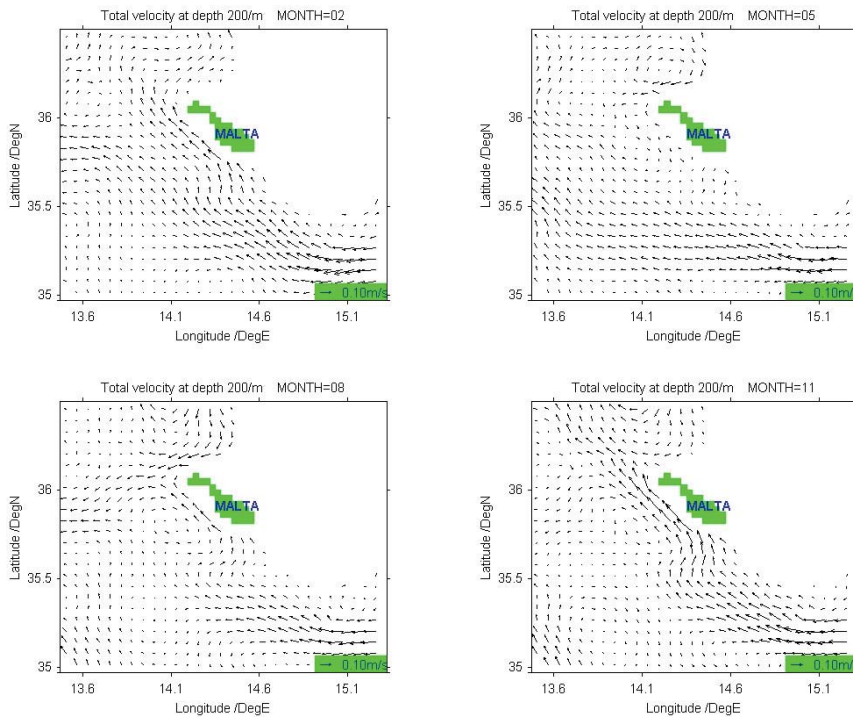 Total velocity at depth 200/m MONTH=02
Latitude /DegN
36
35.5
35
MALTA
0.10m/s
13.6 14.1 14.6 15.1
Longitude /DegE
Total velocity at depth 200/m MONTH=05
Latitude /DegN
36
35.5
35
MALTA
0.10m/s
13.6 14.1 14.6 15.1
Longitude /DegE
Total velocity at depth 200/m MONTH=08
Latitude /DegN
36
35.5
35
MALTA
0.10m/s
13.6 14.1 14.6 15.1
Longitude /DegE
Total velocity at depth 200/m MONTH=11
Latitude /DegN
36
35.5
35
MALTA
0.10m/s
13.6 14.1 14.6 15.1
Longitude /DegE